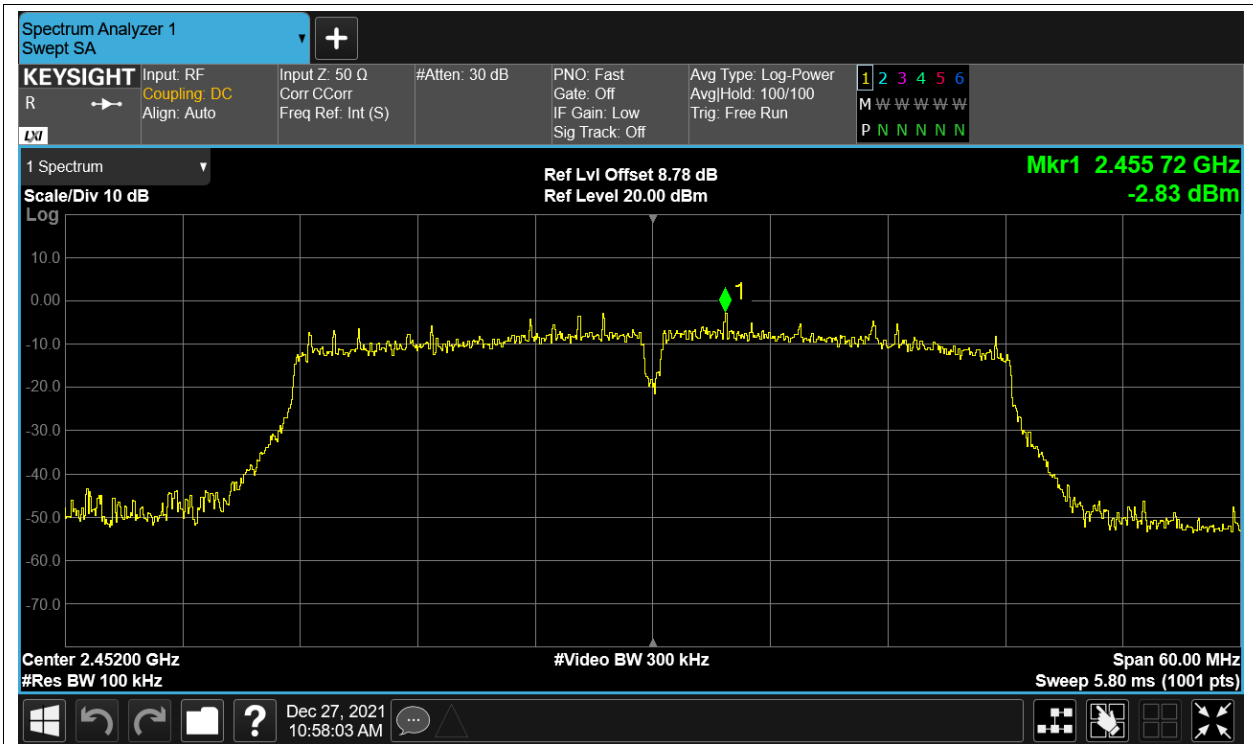 Spectrum Analyzer 1
Swept SA
KEYSIGHT
R
LXI
Input: RF
Coupling: DC
Align: Auto
Input Z: 50 Ω
Corr CCorr
Freq Ref: Int (S)
#Atten: 30 dB
PNO: Fast
Gate: Off
IF Gain: Low
Sig Track: Off
Avg Type: Log-Power
Avg|Hold: 100/100
Trig: Free Run
1 2 3 4 5 6
M W W W W W
P N N N N N
1 Spectrum
Scale/Div 10 dB
Log
Ref Lvl Offset 8.78 dB
Ref Level 20.00 dBm
Mkr1 2.455 72 GHz
-2.83 dBm
10.0
0.00
-10.0
-20.0
-30.0
-40.0
-50.0
-60.0
-70.0
1
Center 2.45200 GHz
#Res BW 100 kHz
#Video BW 300 kHz
Span 60.00 MHz
Sweep 5.80 ms (1001 pts)
?
Dec 27, 2021
10:58:03 AM